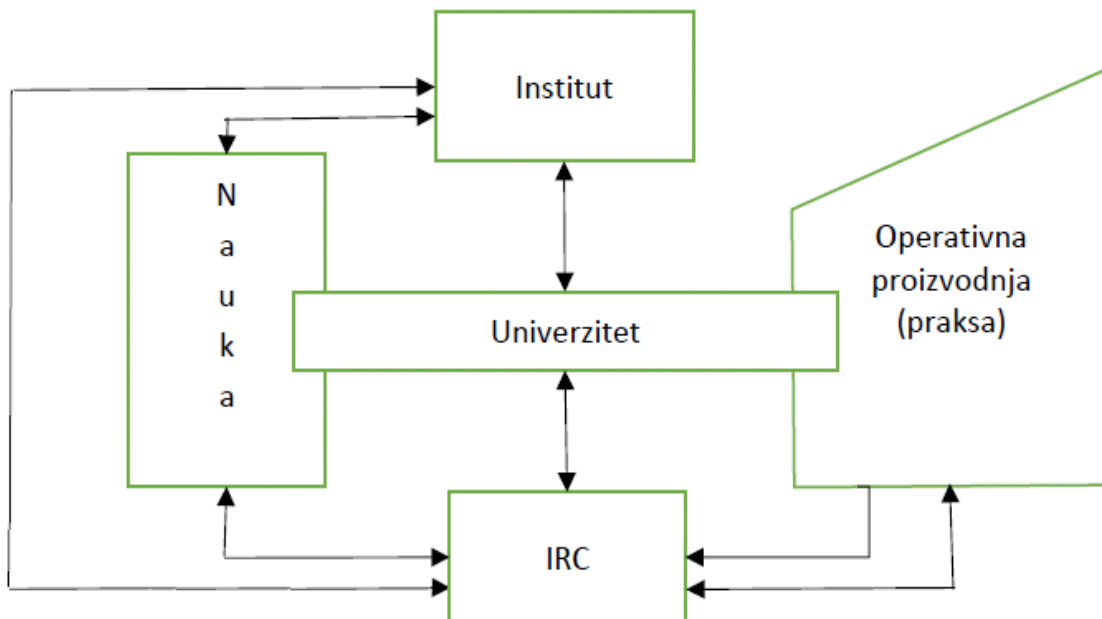 Institut
N
a
u
k
a
Operativna
proizvodnja
(praksa)
Univerzitet
IRC